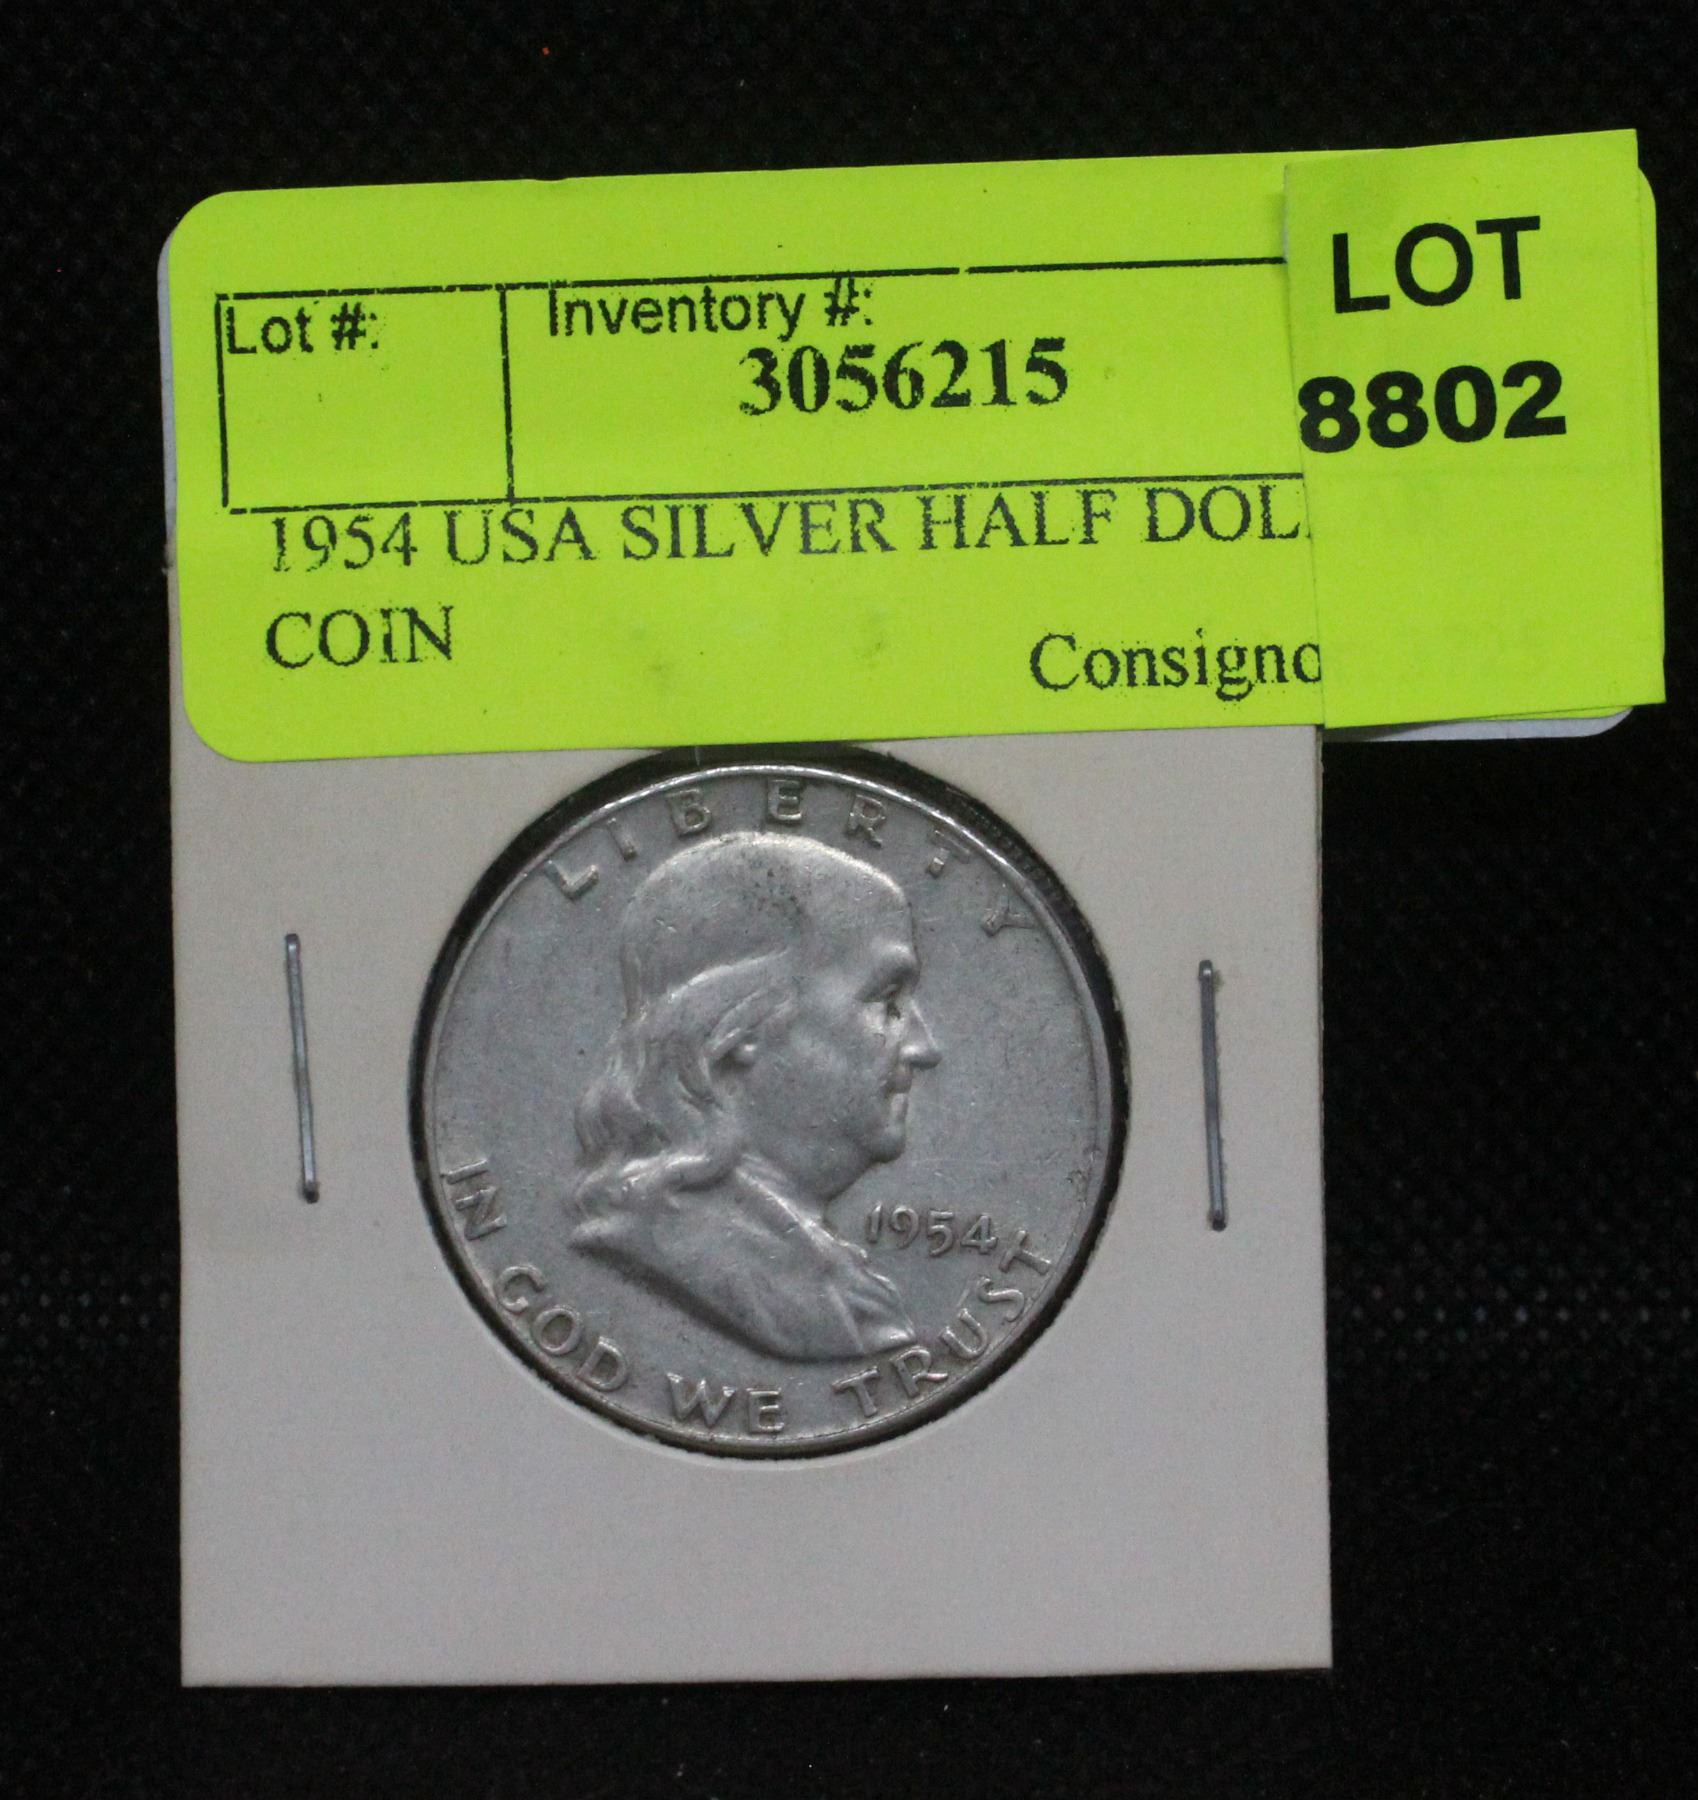 LOT
8802
Lot #:
Inventory #:
3056215
1954 USA SILVER HALF DOL
COIN
Consigno
LIBERTY
1954
IN GOD WE TRUST